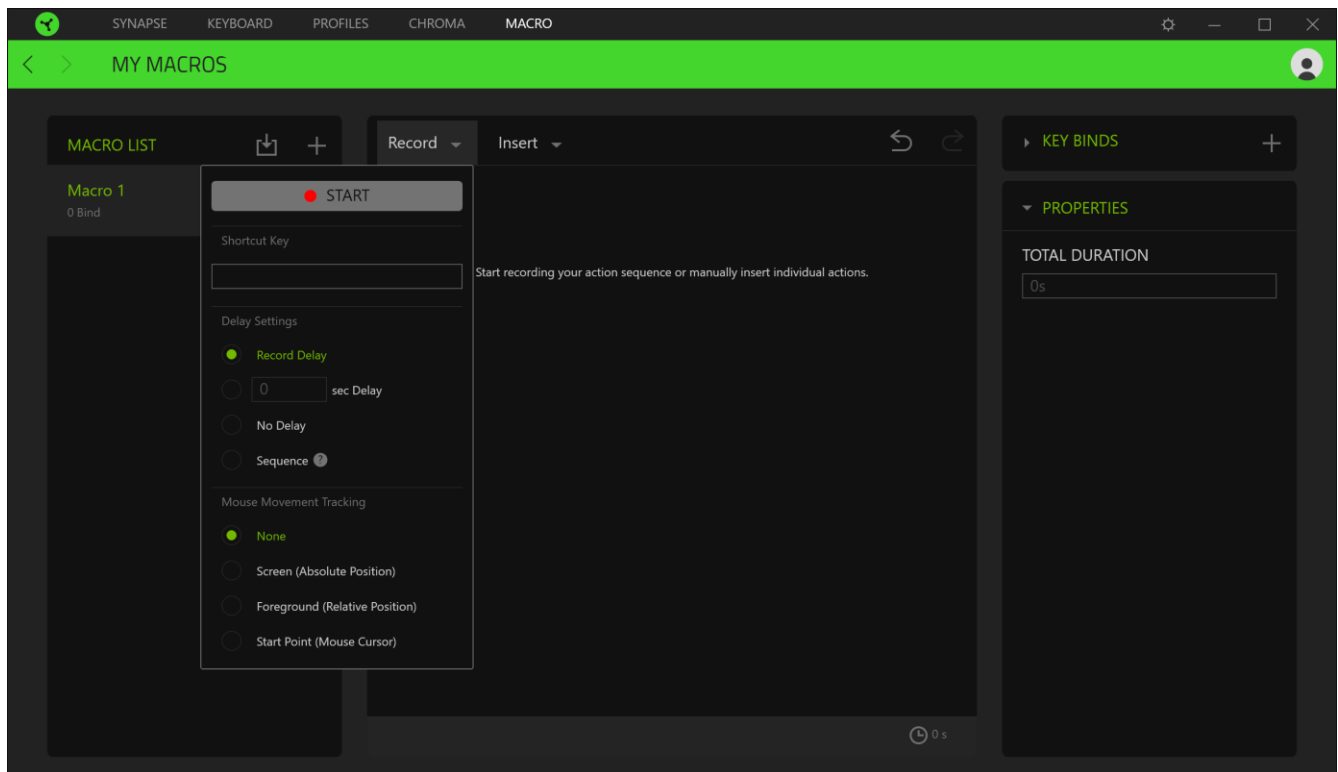 SYNAPSE KEYBOARD PROFILES CHROMA MACRO
MY MACROS
MACRO LIST
Record
Insert
KEY BINDS
Macro 1
0 Bind
START
PROPERTIES
Shortcut Key
TOTAL DURATION
Start recording your action sequence or manually insert individual actions.
0s
Delay Settings
Record Delay
0 sec Delay
No Delay
Sequence ?
Mouse Movement Tracking
None
Screen (Absolute Position)
Foreground (Relative Position)
Start Point (Mouse Cursor)
0 s